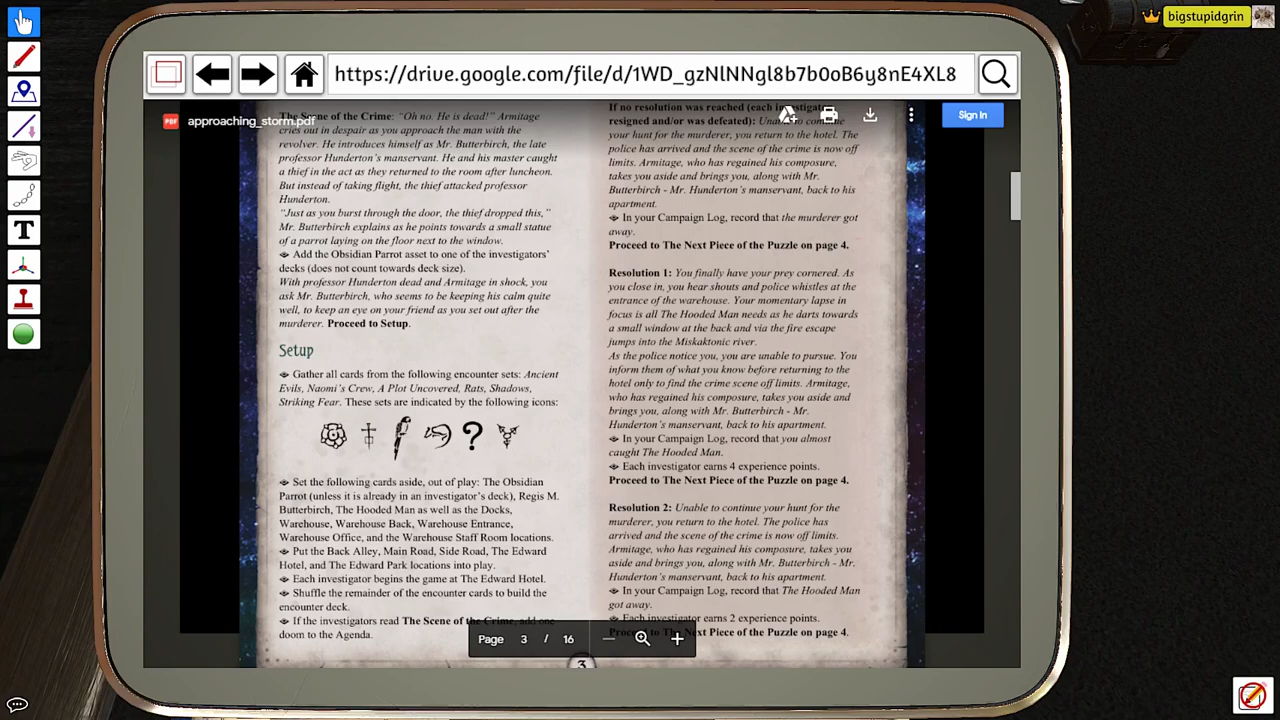 bigstupidgrin
https://drive.google.com/file/d/1WD_gzNlNNgl8b7b0oB6y8nE4XL8
PDF approaching_storm.pdf
Sign In
The Scene of the Crime: “Oh no. He is dead!” Armitage
cries out in despair as you approach the man with the
revolver. He introduces himself as Mr. Butterbirch, the late
professor Hunderton’s manservant. He and his master caught
a thief in the act as they returned to the room after luncheon.
But instead of taking flight, the thief attacked professor
Hunderton.
“Just as you burst through the door, the thief dropped this,”
Mr. Butterbirch explains as he points towards a small statue
of a parrot laying on the floor next to the window.
Add the Obsidian Parrot asset to one of the investigators’
decks (does not count towards deck size).
With professor Hunderton dead and Armitage in shock, you
ask Mr. Butterbirch, who seems to be keeping his calm quite
well, to keep an eye on your friend as you set out after the
murderer. Proceed to Setup.
Setup
Gather all cards from the following encounter sets: Ancient
Evils, Naomi’s Crew, A Plot Uncovered, Rats, Shadows,
Striking Fear. These sets are indicated by the following icons:
Set the following cards aside, out of play: The Obsidian
Parrot (unless it is already in an investigator’s deck), Regis M.
Butterbirch, The Hooded Man as well as the Docks,
Warehouse, Warehouse Back, Warehouse Entrance,
Warehouse Office, and the Warehouse Staff Room locations.
Put the Back Alley, Main Road, Side Road, The Edward
Hotel, and The Edward Park locations into play.
Each investigator begins the game at The Edward Hotel.
Shuffle the remainder of the encounter cards to build the
encounter deck.
If the investigators read The Scene of the Crime, add one
doom to the Agenda.
If no resolution was reached (each investigator
resigned and/or was defeated): Unable to continue
your hunt for the murderer, you return to the hotel. The
police has arrived and the scene of the crime is now off
limits. Armitage, who has regained his composure,
takes you aside and brings you, along with Mr.
Butterbirch - Mr. Hunderton’s manservant, back to his
apartment.
In your Campaign Log, record that the murderer got
away.
Proceed to The Next Piece of the Puzzle on page 4.
Resolution 1: You finally have your prey cornered. As
you close in, you hear shouts and police whistles at the
entrance of the warehouse. Your momentary lapse in
focus is all The Hooded Man needs as he darts towards
a small window at the back and via the fire escape
jumps into the Miskaktonic river.
As the police notice you, you are unable to pursue. You
inform them of what you know before returning to the
hotel only to find the crime scene off limits. Armitage,
who has regained his composure, takes you aside and
brings you, along with Mr. Butterbirch - Mr.
Hunderton’s manservant, back to his apartment.
In your Campaign Log, record that you almost
caught The Hooded Man.
Each investigator earns 4 experience points.
Proceed to The Next Piece of the Puzzle on page 4.
Resolution 2: Unable to continue your hunt for the
murderer, you return to the hotel. The police has
arrived and the scene of the crime is now off limits.
Armitage, who has regained his composure, takes you
aside and brings you, along with Mr. Butterbirch - Mr.
Hunderton’s manservant, back to his apartment.
In your Campaign Log, record that The Hooded Man
got away.
Each investigator earns 2 experience points.
Proceed to The Next Piece of the Puzzle on page 4.
Page 3 / 16
3
T